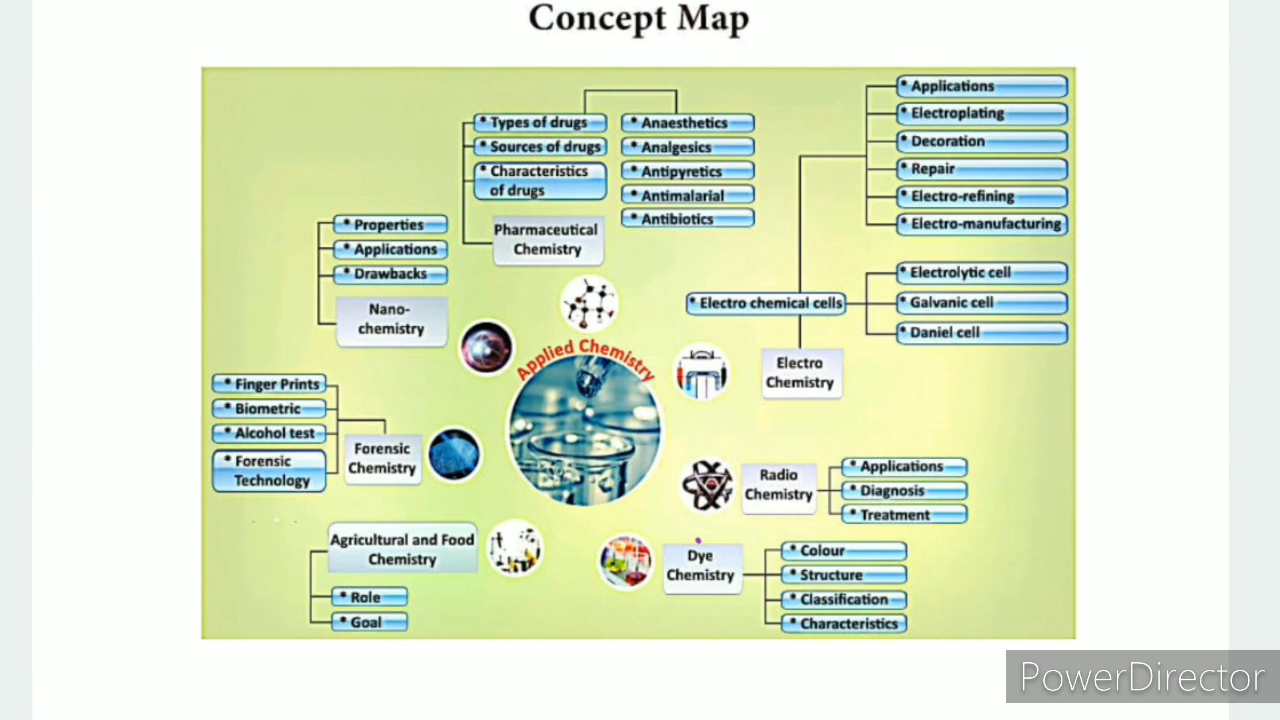 Concept Map
* Types of drugs
* Sources of drugs
* Characteristics
of drugs
Pharmaceutical
Chemistry
* Anaesthetics
* Analgesics
* Antipyretics
* Antimalarial
* Antibiotics
* Applications
* Electroplating
* Decoration
* Repair
* Electro-refining
* Electro-manufacturing
* Electro chemical cells
* Electrolytic cell
* Galvanic cell
* Daniel cell
Electro
Chemistry
* Properties
* Applications
* Drawbacks
Nano-
chemistry
Applied Chemistry
* Finger Prints
* Biometric
* Alcohol test
* Forensic
Technology
Forensic
Chemistry
Radio
Chemistry
* Applications
* Diagnosis
* Treatment
Agricultural and Food
Chemistry
* Role
* Goal
Dye
Chemistry
* Colour
* Structure
* Classification
* Characteristics
PowerDirector